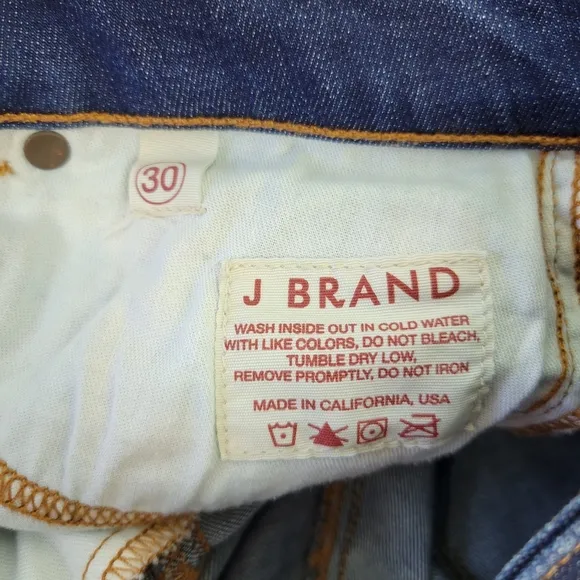 30
J BRAND
WASH INSIDE OUT IN COLD WATER
WITH LIKE COLORS, DO NOT BLEACH,
TUMBLE DRY LOW,
REMOVE PROMPTLY, DO NOT IRON
MADE IN CALIFORNIA, USA